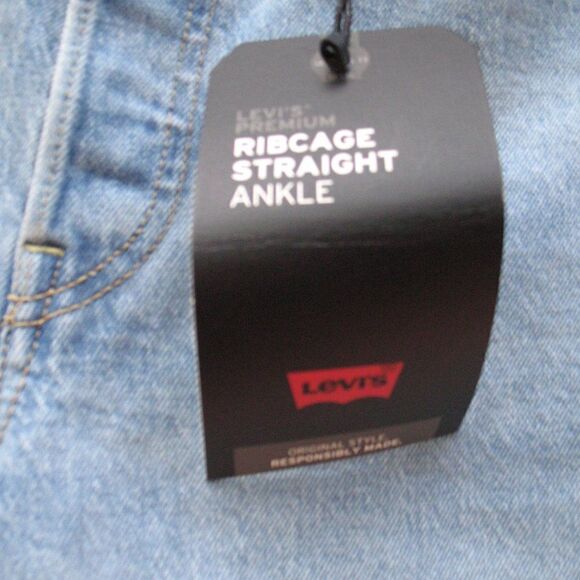 LEVI'S®
PREMIUM
RIBCAGE
STRAIGHT
ANKLE
LEVI'S
ORIGINAL STYLE.
RESPONSIBLY MADE.